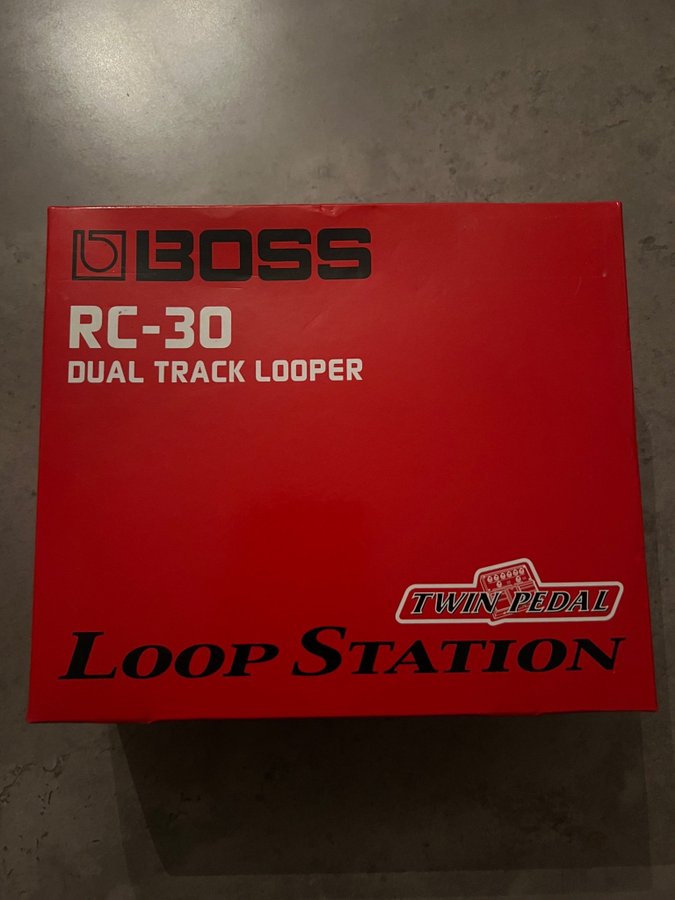 BOSS
RC-30
DUAL TRACK LOOPER
TWIN PEDAL
LOOP STATION